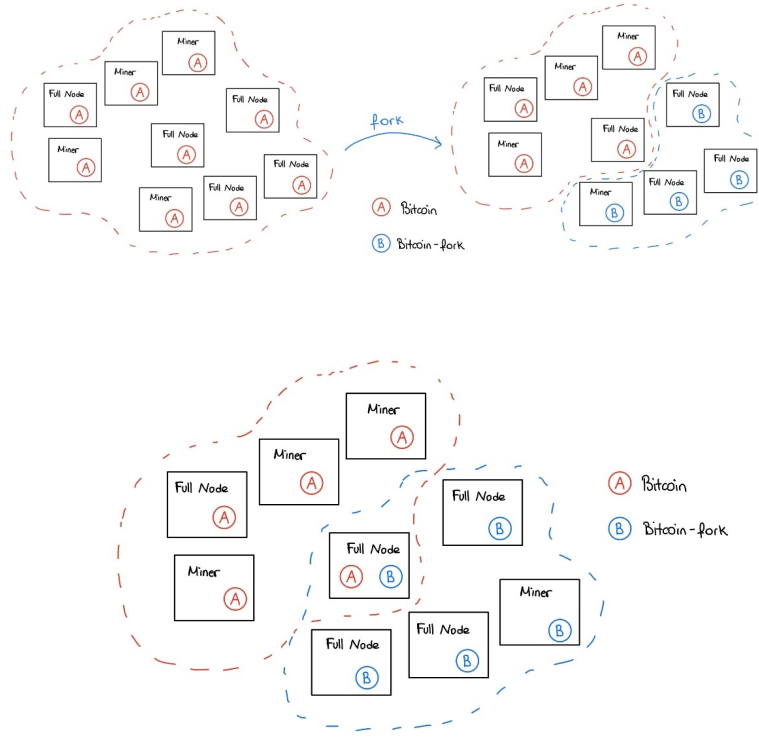 Miner
A
Miner
A
Full Node
A
Full Node
A
Full Node
A
Miner
A
Full Node
A
Full Node
A
Miner
A
fork
A Bitcoin
B Bitcoin-fork
Miner
A
Miner
A
Full Node
A
Full Node
B
Full Node
A
Miner
A
Full Node
B
Full Node
B
Miner
B
Miner
A
Miner
A
Full Node
A
Full Node
B
A Bitcoin
B Bitcoin-fork
Full Node
A B
Miner
A
Miner
B
Full Node
B
Full Node
B